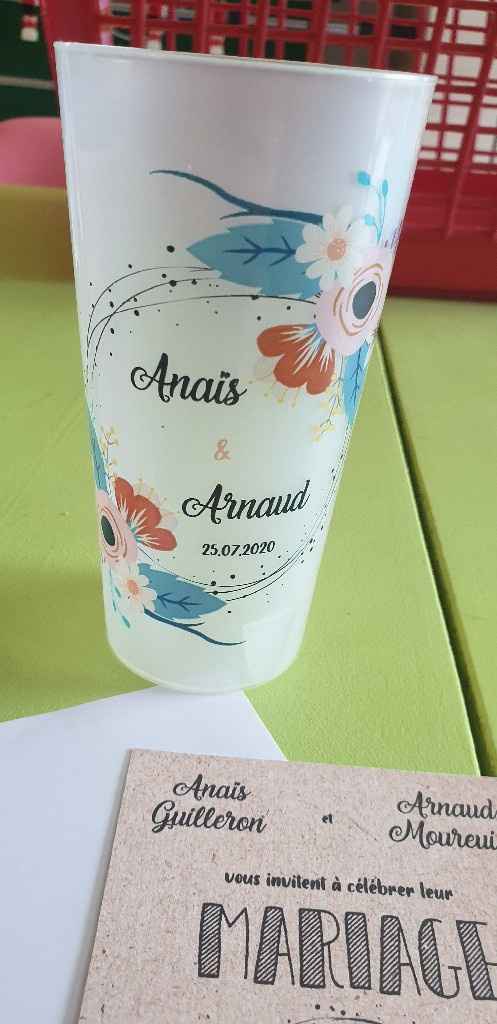 Anaïs
&
Arnaud
25.07.2020
Anaïs et Arnaud
Guilleron
vous invitent à célébrer leur
MARIAGE